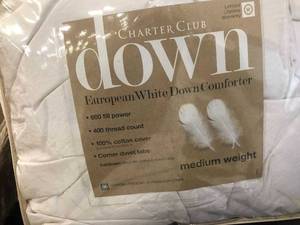 CHARTER CLUB
down
European White Down Comforter
• 600 fill power
• 400 thread count
• 100% cotton cover
• Corner duvet tabs
medium weight